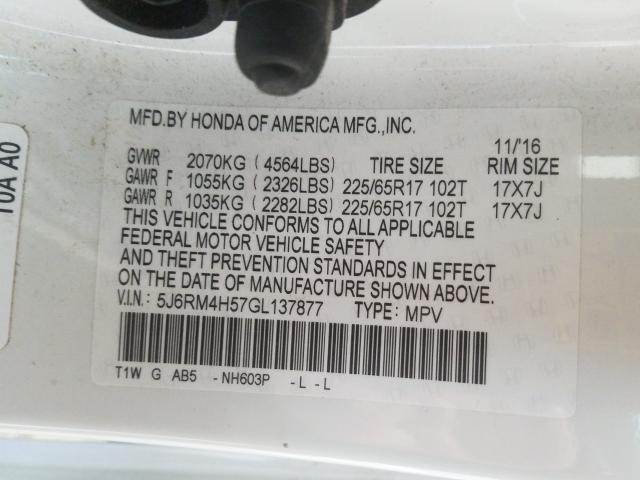 MFD.BY HONDA OF AMERICA MFG.,INC.
11/'16
GVWR 2070KG ( 4564LBS) TIRE SIZE RIM SIZE
GAWR F 1055KG ( 2326LBS) 225/65R17 102T 17X7J
GAWR R 1035KG ( 2282LBS) 225/65R17 102T 17X7J
THIS VEHICLE CONFORMS TO ALL APPLICABLE
FEDERAL MOTOR VEHICLE SAFETY
AND THEFT PREVENTION STANDARDS IN EFFECT
ON THE DATE OF MANUFACTURE SHOWN ABOVE.
V.I.N.: 5J6RM4H57GL137877 TYPE: MPV
T1W G AB5 - NH603P - L - L